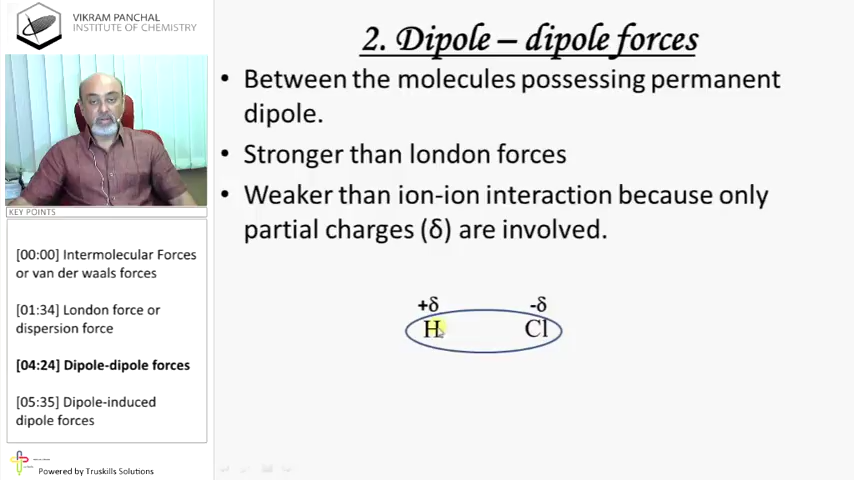 VIKRAM PANCHAL
INSTITUTE OF CHEMISTRY
KEY POINTS
[00:00] Intermolecular Forces
or van der waals forces
[01:34] London force or
dispersion force
[04:24] Dipole-dipole forces
[05:35] Dipole-induced
dipole forces
Powered by Truskills Solutions
2. Dipole – dipole forces
• Between the molecules possessing permanent
dipole.
• Stronger than london forces
• Weaker than ion-ion interaction because only
partial charges (δ) are involved.
+δ -δ
H Cl